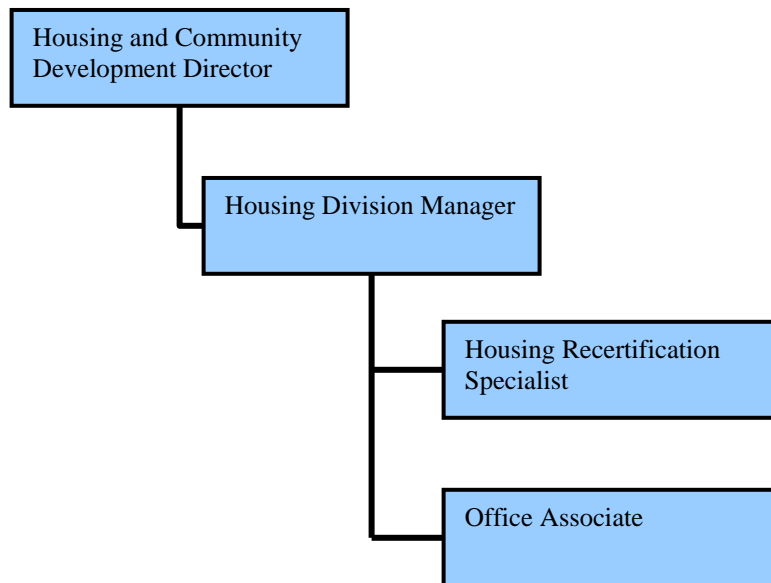 Housing and Community
Development Director
Housing Division Manager
Housing Recertification
Specialist
Office Associate